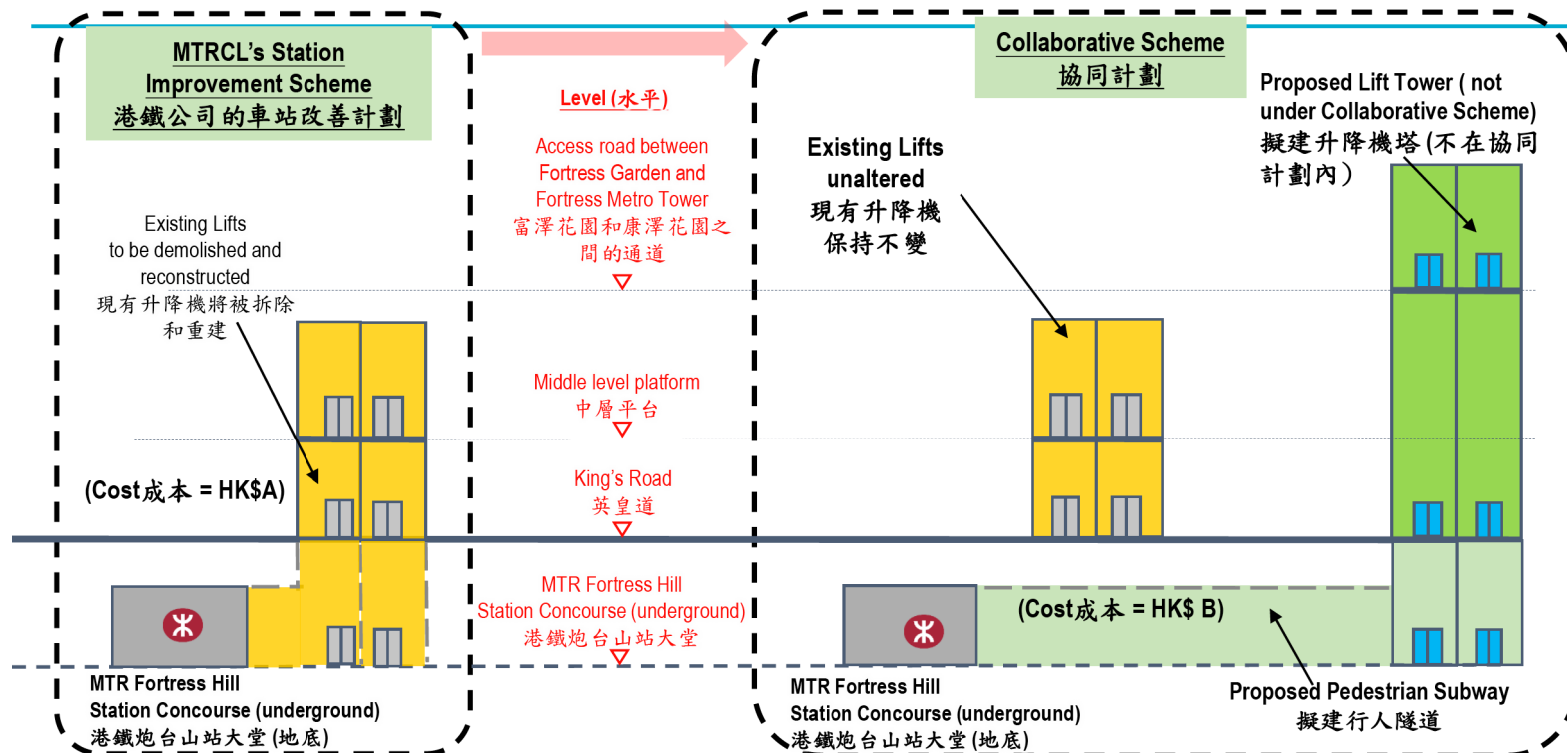 MTRCL's Station
Improvement Scheme
港鐵公司的車站改善計劃
Existing Lifts
to be demolished and
reconstructed
現有升降機將被拆除
和重建
(Cost成本 = HK$A)
MTR Fortress Hill
Station Concourse (underground)
港鐵炮台山站大堂 (地底)
Level (水平)
Access road between
Fortress Garden and
Fortress Metro Tower
富澤花園和康澤花園之
間的通道
Middle level platform
中層平台
King's Road
英皇道
MTR Fortress Hill
Station Concourse (underground)
港鐵炮台山站大堂
Collaborative Scheme
協同計劃
Proposed Lift Tower ( not
under Collaborative Scheme)
擬建升降機塔 (不在協同
計劃內）
Existing Lifts
unaltered
現有升降機
保持不變
(Cost成本 = HK$ B)
MTR Fortress Hill
Station Concourse (underground)
港鐵炮台山站大堂 (地底)
Proposed Pedestrian Subway
擬建行人隧道